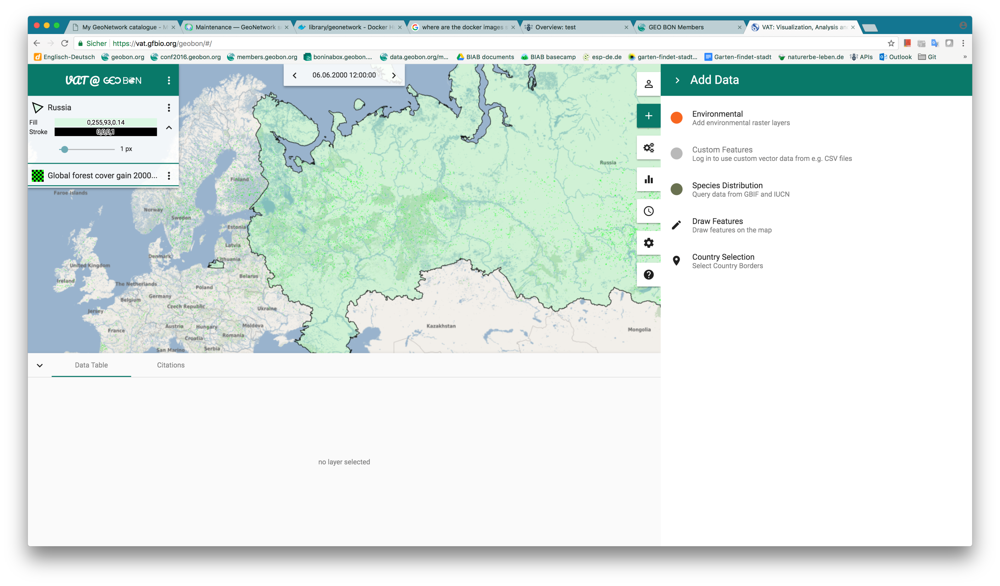 My GeoNetwork catalogue - M
Maintenance — GeoNetwork s
library/geonetwork - Docker H
where are the docker images s
Overview: test
GEO BON Members
VAT: Visualization, Analysis and
Sicher https://vat.gfbio.org/geobon/#/
Englisch-Deutsch geobon.org conf2016.geobon.org members.geobon.org boninabox.geobon.... data.geobon.org/m... BIAB documents BIAB basecamp esp-de.de garten-findet-stadt... Garten-findet-stadt naturerbe-leben.de APIs Outlook Git »
VAT @ GEO BON
Russia
Fill 0,255,93,0.14
Stroke 0,0,0,1
1 px
Global forest cover gain 2000...
06.06.2000 12:00:00
Russia
Finland
Faroe Islands
Norway
Sweden
Estonia
Latvia
Denmark
Lithuania
United Kingdom
Belarus
Ireland
The Netherlands
Poland
Germany
Belgium
Czech Republic
Ukraine
Jersey
Austria
Hungary
Moldova
Kazakhstan
France
Mongolia
Croatia
Romania
San Marino
Serbia
Add Data
Environmental
Add environmental raster layers
Custom Features
Log in to use custom vector data from e.g. CSV files
Species Distribution
Query data from GBIF and IUCN
Draw Features
Draw features on the map
Country Selection
Select Country Borders
Data Table
Citations
no layer selected